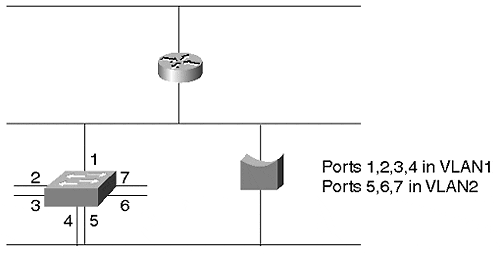 1
2 7
3 6
4 5
Ports 1,2,3,4 in VLAN1
Ports 5,6,7 in VLAN2